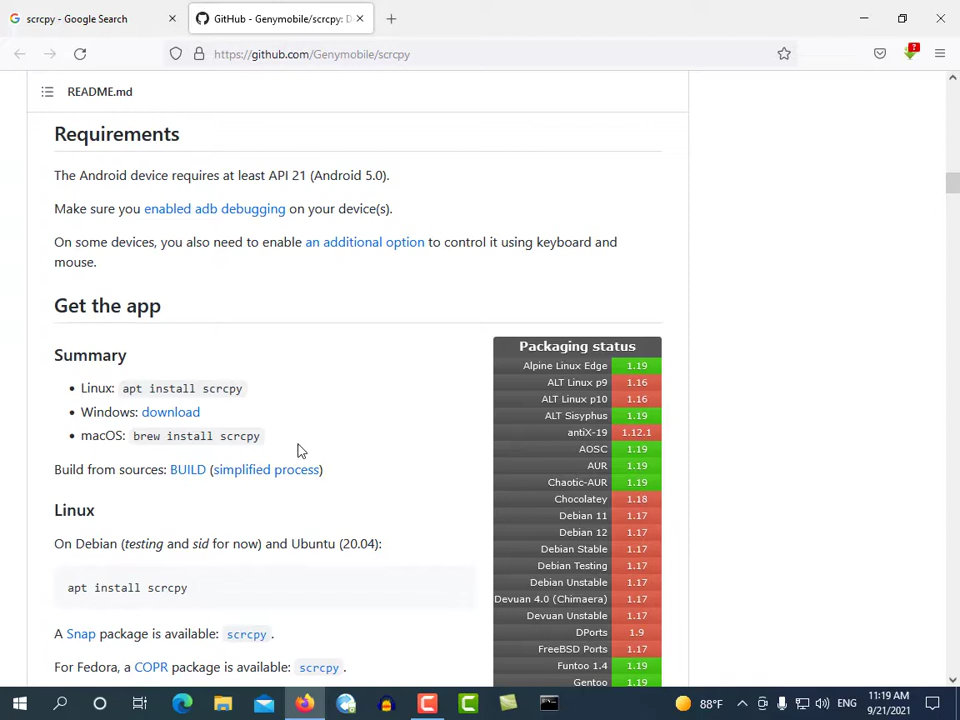 scrcpy - Google Search
GitHub - Genymobile/scrcpy: D
https://github.com/Genymobile/scrcpy
?
README.md
Requirements
The Android device requires at least API 21 (Android 5.0).
Make sure you enabled adb debugging on your device(s).
On some devices, you also need to enable an additional option to control it using keyboard and
mouse.
Get the app
Summary
Linux: apt install scrcpy
Windows: download
macOS: brew install scrcpy
Build from sources: BUILD (simplified process)
Linux
On Debian (testing and sid for now) and Ubuntu (20.04):
apt install scrcpy
A Snap package is available: scrcpy.
For Fedora, a COPR package is available: scrcpy.
Packaging status
Alpine Linux Edge 1.19
ALT Linux p9 1.16
ALT Linux p10 1.16
ALT Sisyphus 1.19
antiX-19 1.12.1
AOSC 1.19
AUR 1.19
Chaotic-AUR 1.19
Chocolatey 1.18
Debian 11 1.17
Debian 12 1.17
Debian Stable 1.17
Debian Testing 1.17
Debian Unstable 1.17
Devuan 4.0 (Chimaera) 1.17
Devuan Unstable 1.17
DPorts 1.9
FreeBSD Ports 1.17
Funtoo 1.4 1.19
Gentoo 1.19
88°F
ENG
11:19 AM
9/21/2021